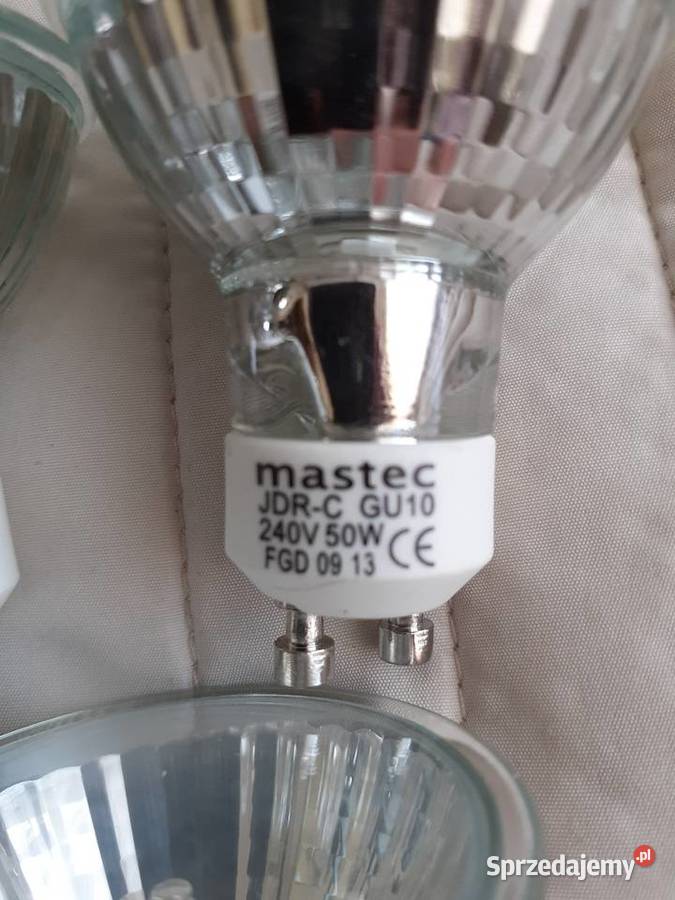 mastec
JDR-C GU10
240V 50W
FGD 09 13 CE
Sprzedajemy.pl